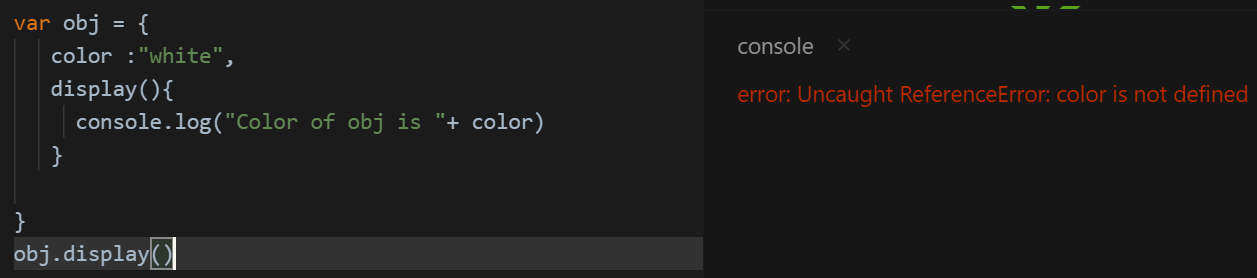 var obj = {
color :"white",
display(){
console.log("Color of obj is "+ color)
}
}
obj.display()
console ×
error: Uncaught ReferenceError: color is not defined